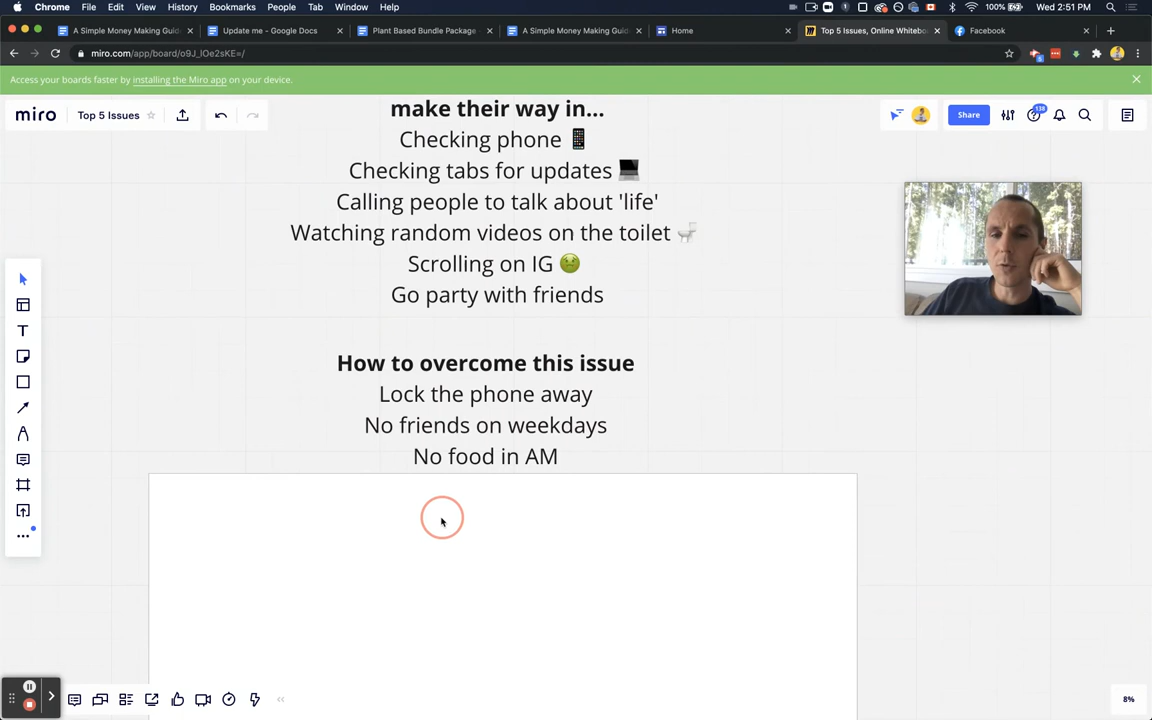 Chrome File Edit View History Bookmarks People Tab Window Help 100% Wed 2:51 PM
A Simple Money Making Guid
Update me - Google Docs
Plant Based Bundle Package
A Simple Money Making Guid
Home
Top 5 Issues, Online Whiteboa
Facebook
miro.com/app/board/o9J_lOe2sKE=/
Access your boards faster by installing the Miro app on your device.
miro
Top 5 Issues
Share
138
make their way in...
Checking phone 📱
Checking tabs for updates 💻
Calling people to talk about 'life'
Watching random videos on the toilet 🚽
Scrolling on IG 🤢
Go party with friends
How to overcome this issue
Lock the phone away
No friends on weekdays
No food in AM
8%